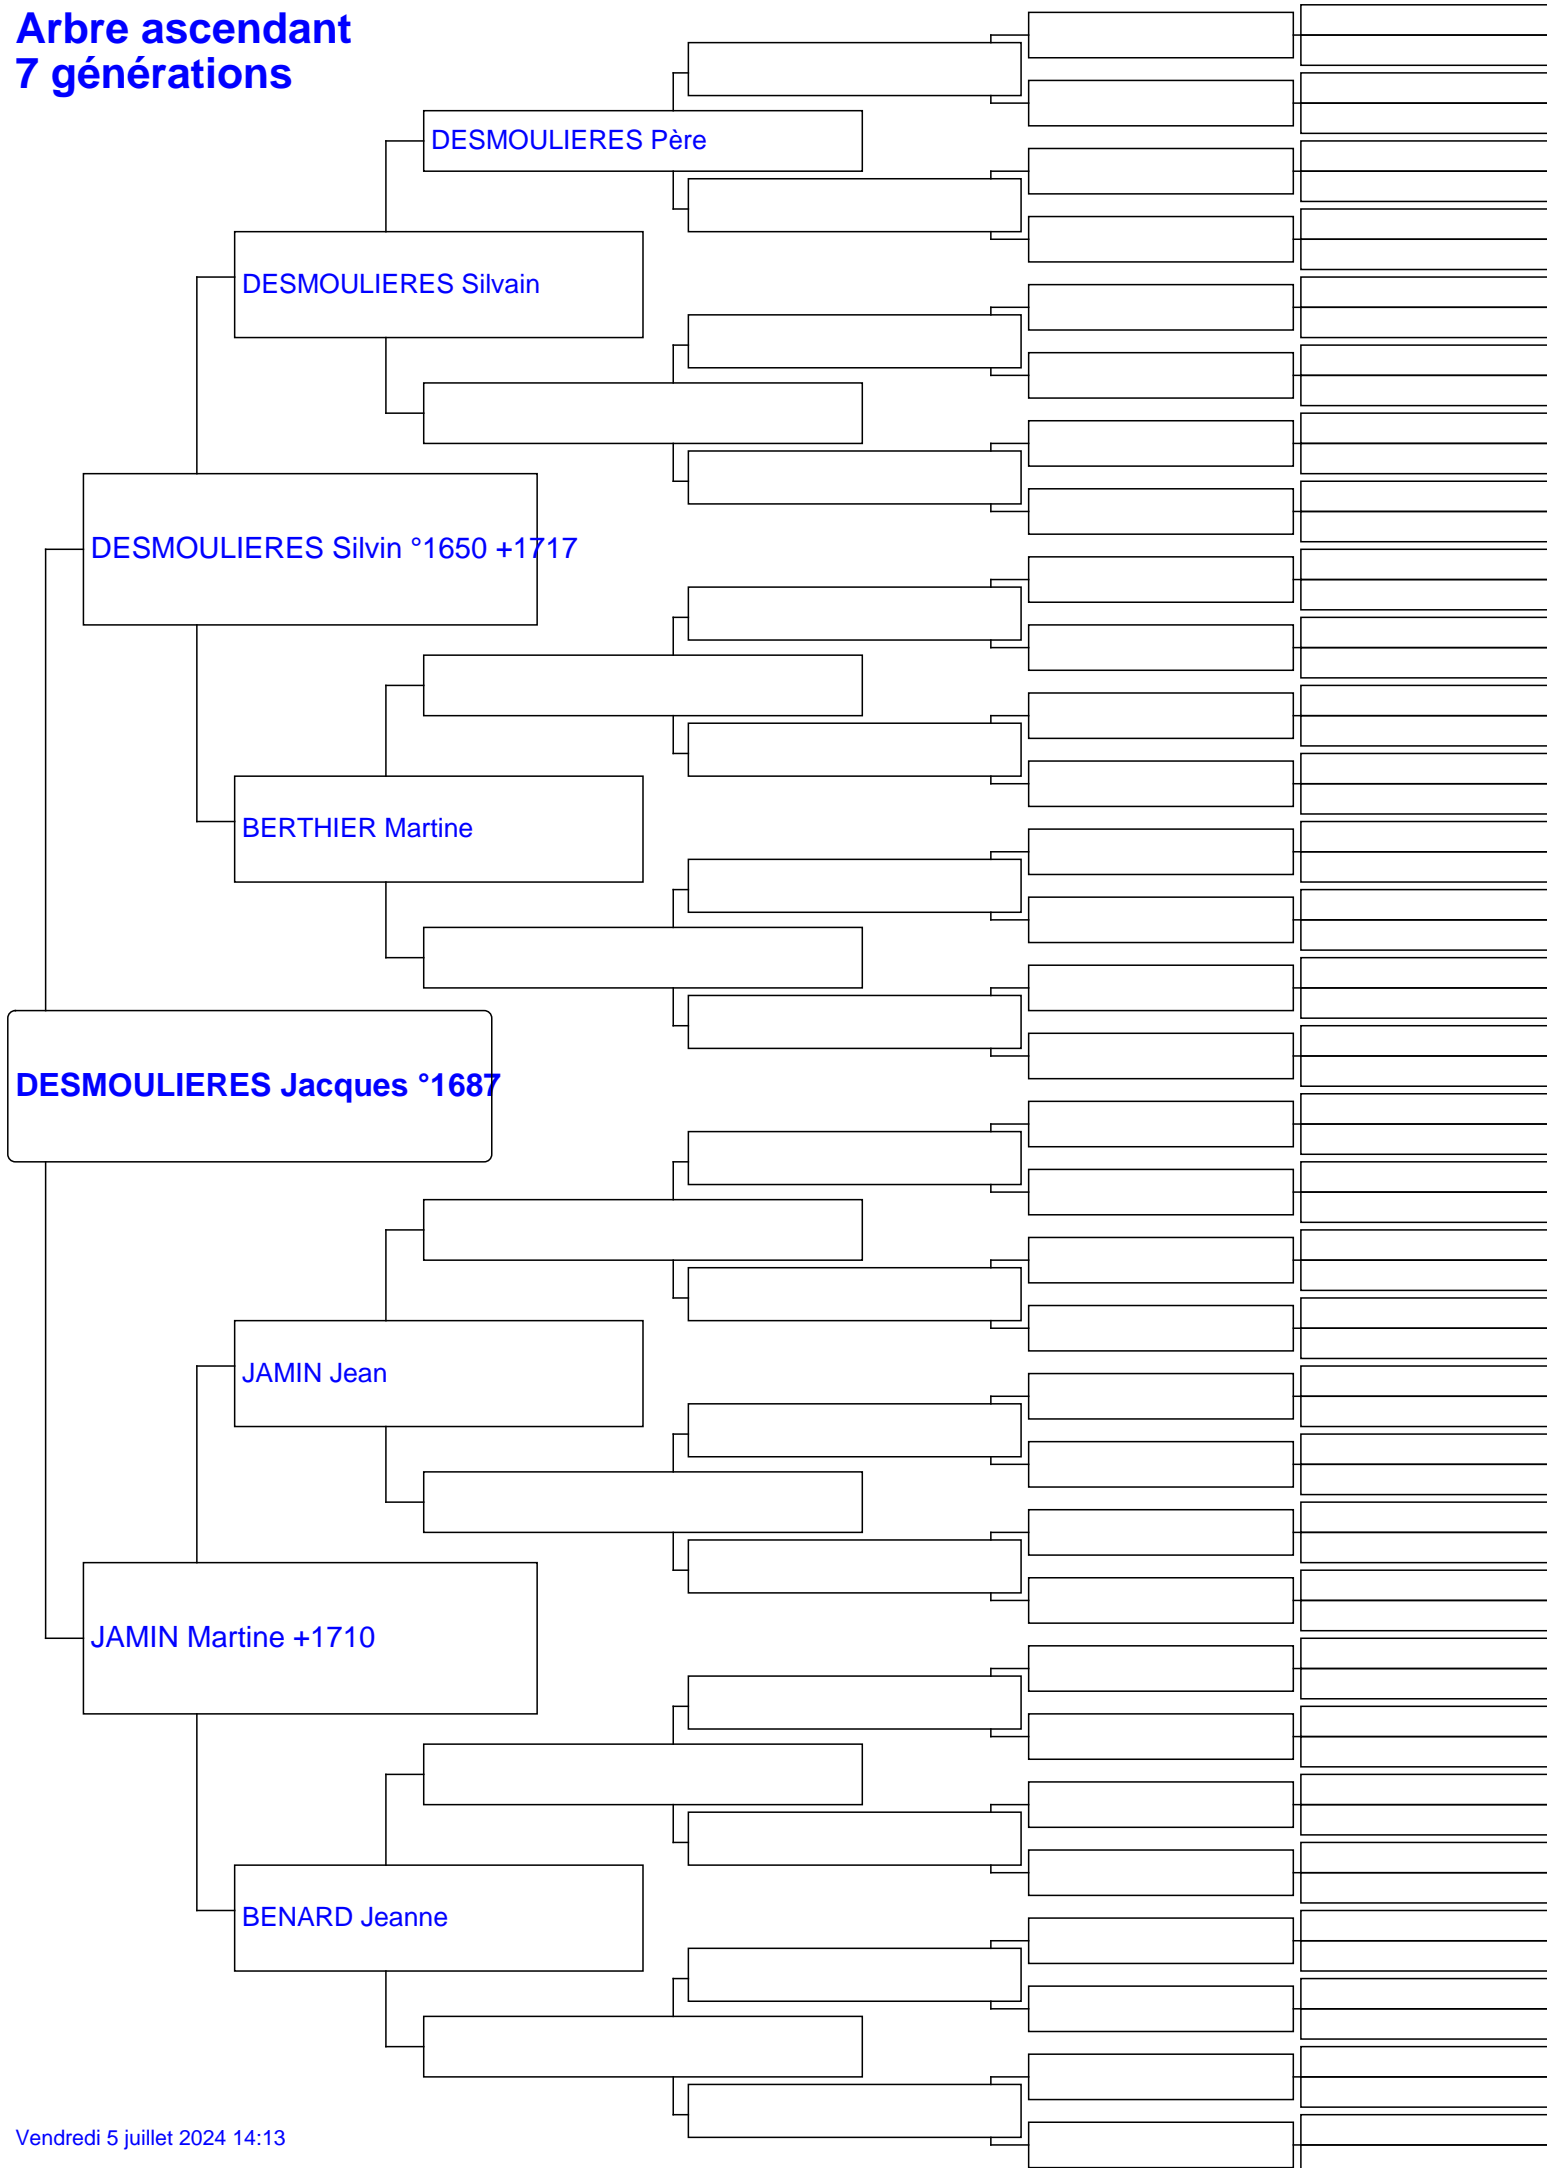 Arbre ascendant
7 générations
DESMOULIERES Père
DESMOULIERES Silvain
DESMOULIERES Silvin °1650 +1717
BERTHIER Martine
DESMOULIERES Jacques °1687
JAMIN Jean
JAMIN Martine +1710
BENARD Jeanne
Vendredi 5 juillet 2024 14:13